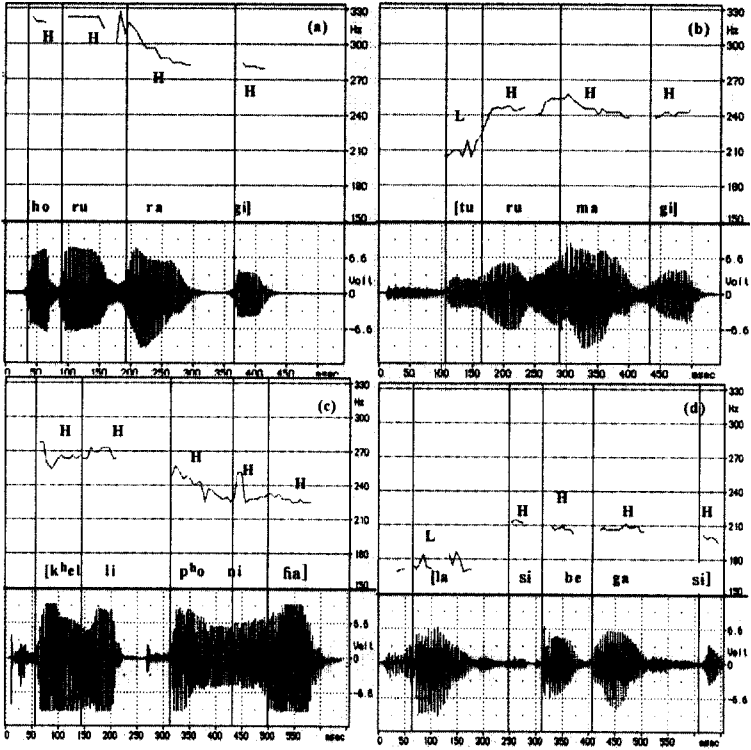 (a)
330
Hz
300
270
240
210
180
150
H H H H
[ho ru ra gi]
6.6
Volt
0
-6.6
0 50 100 150 200 250 300 350 400 450 msec
(b)
330
Hz
300
270
240
210
180
150
L H H H
[tu ru ma gi]
6.6
Volt
0
-6.6
0 50 100 150 200 250 300 350 400 450 msec
(c)
330
Hz
300
270
240
210
180
150
H H H H H
[kʰel li pʰo ni ɦa]
6.6
Volt
0
-6.6
0 50 100 150 200 250 300 350 400 450 500 550 msec
(d)
330
Hz
300
270
240
210
180
150
L H H H H
[la si be ga si]
6.6
Volt
0
-6.6
0 50 100 150 200 250 300 350 400 450 500 550 msec